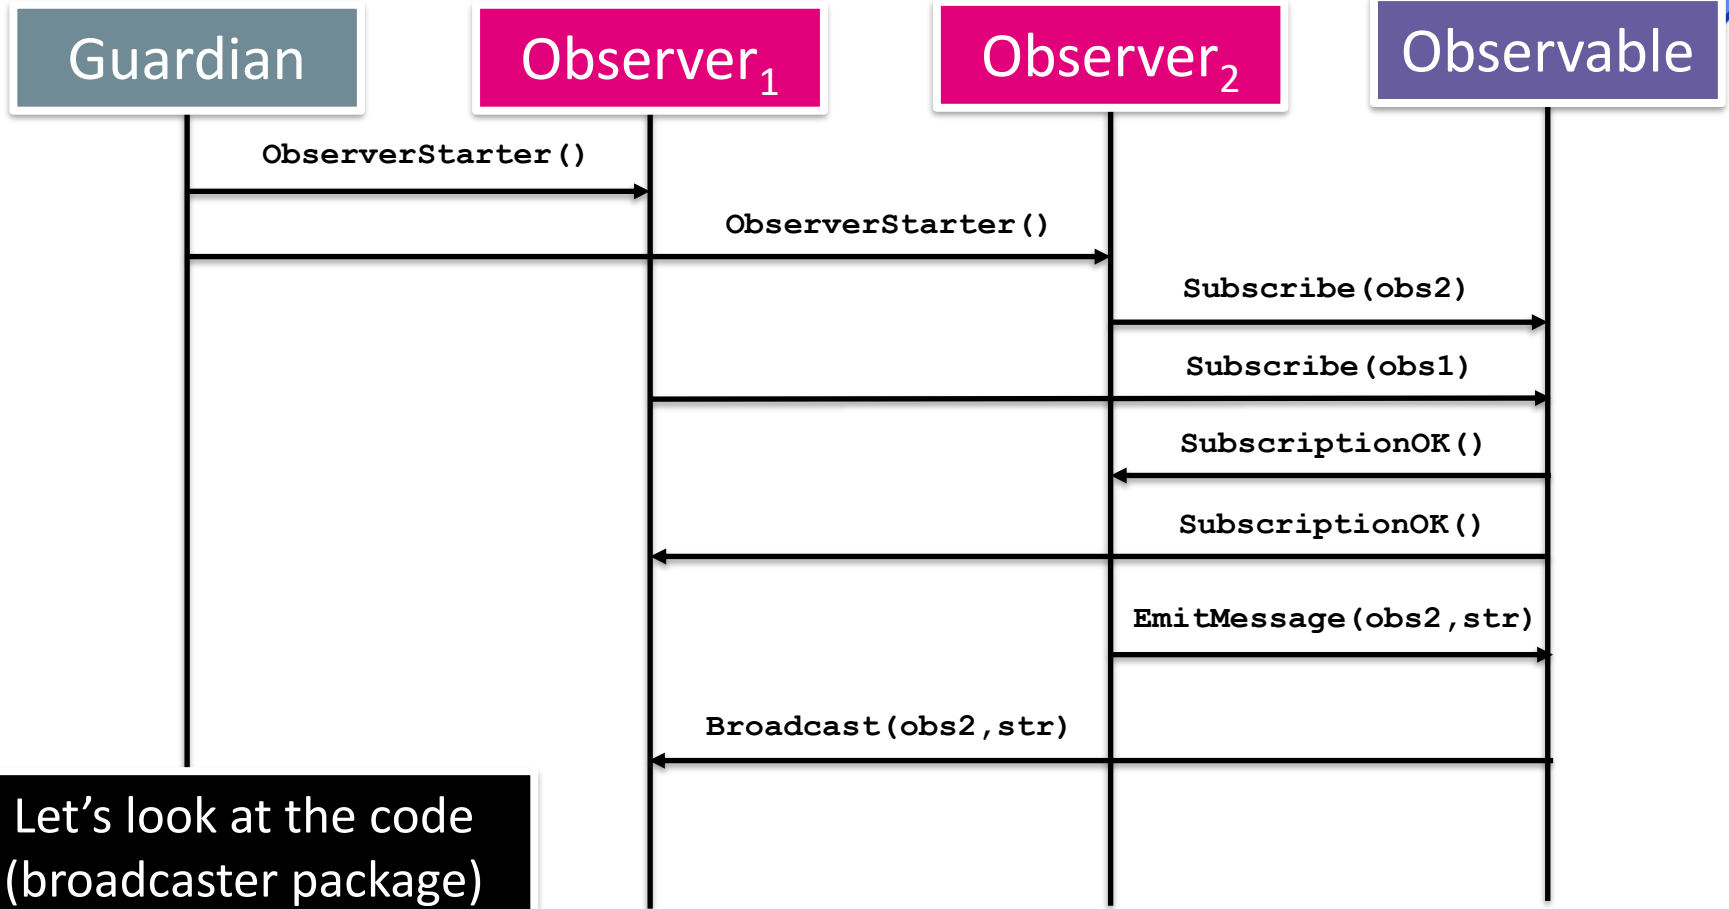 Guardian
Observer₁
Observer₂
Observable
ObserverStarter()
ObserverStarter()
Subscribe(obs2)
Subscribe(obs1)
SubscriptionOK()
SubscriptionOK()
EmitMessage(obs2,str)
Broadcast(obs2,str)
Let’s look at the code
(broadcaster package)